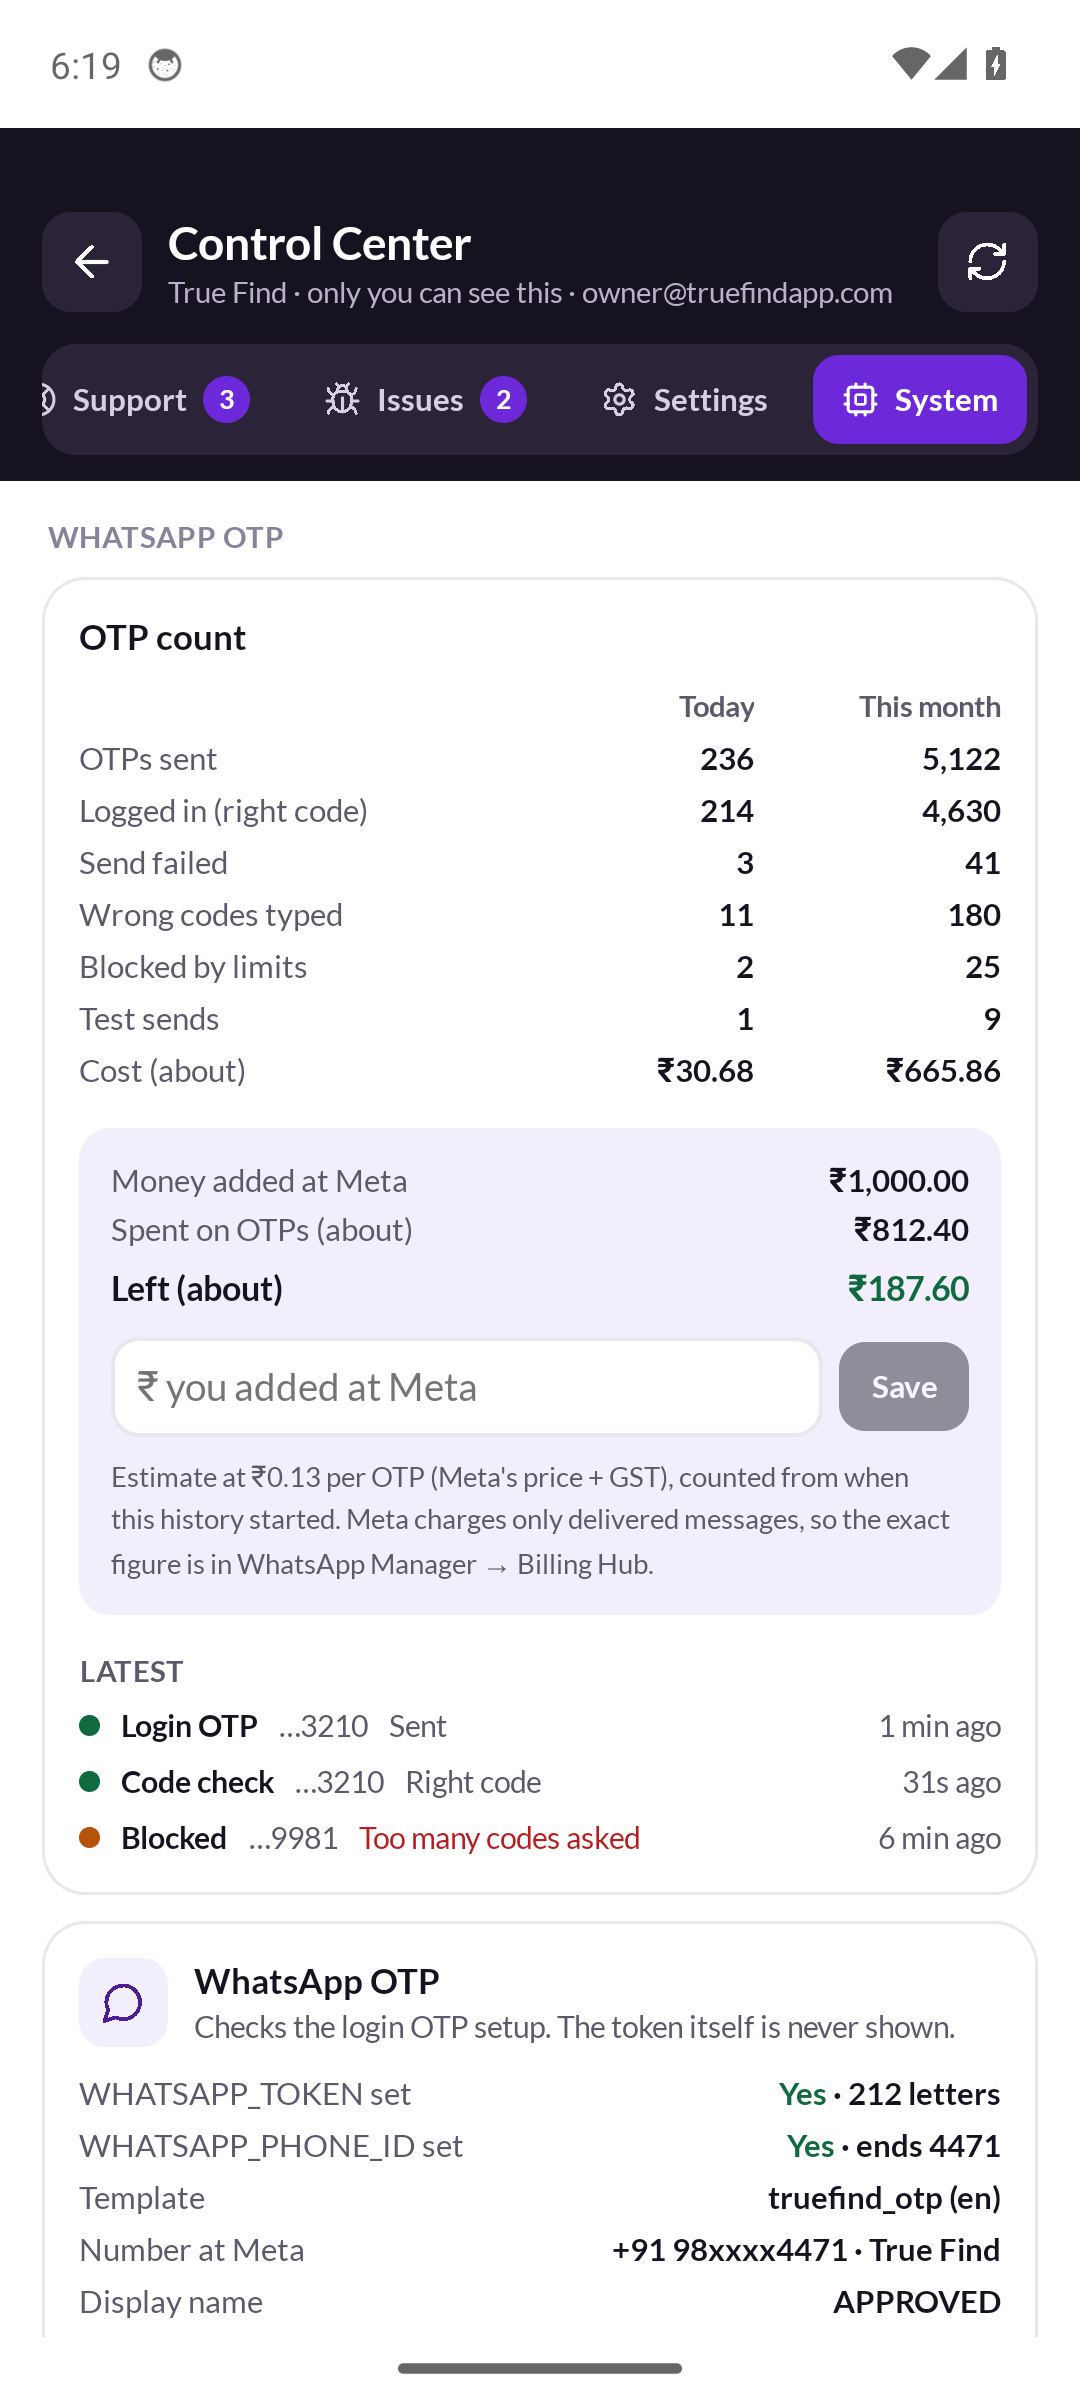 6:19
Control Center
True Find · only you can see this · owner@truefindapp.com
Support 3 Issues 2 Settings System
WHATSAPP OTP
OTP count
Today This month
OTPs sent 236 5,122
Logged in (right code) 214 4,630
Send failed 3 41
Wrong codes typed 11 180
Blocked by limits 2 25
Test sends 1 9
Cost (about) ₹30.68 ₹665.86
Money added at Meta ₹1,000.00
Spent on OTPs (about) ₹812.40
Left (about) ₹187.60
₹ you added at Meta Save
Estimate at ₹0.13 per OTP (Meta's price + GST), counted from when
this history started. Meta charges only delivered messages, so the exact
figure is in WhatsApp Manager → Billing Hub.
LATEST
Login OTP …3210 Sent 1 min ago
Code check …3210 Right code 31s ago
Blocked …9981 Too many codes asked 6 min ago
WhatsApp OTP
Checks the login OTP setup. The token itself is never shown.
WHATSAPP_TOKEN set Yes · 212 letters
WHATSAPP_PHONE_ID set Yes · ends 4471
Template truefind_otp (en)
Number at Meta +91 98xxxx4471 · True Find
Display name APPROVED